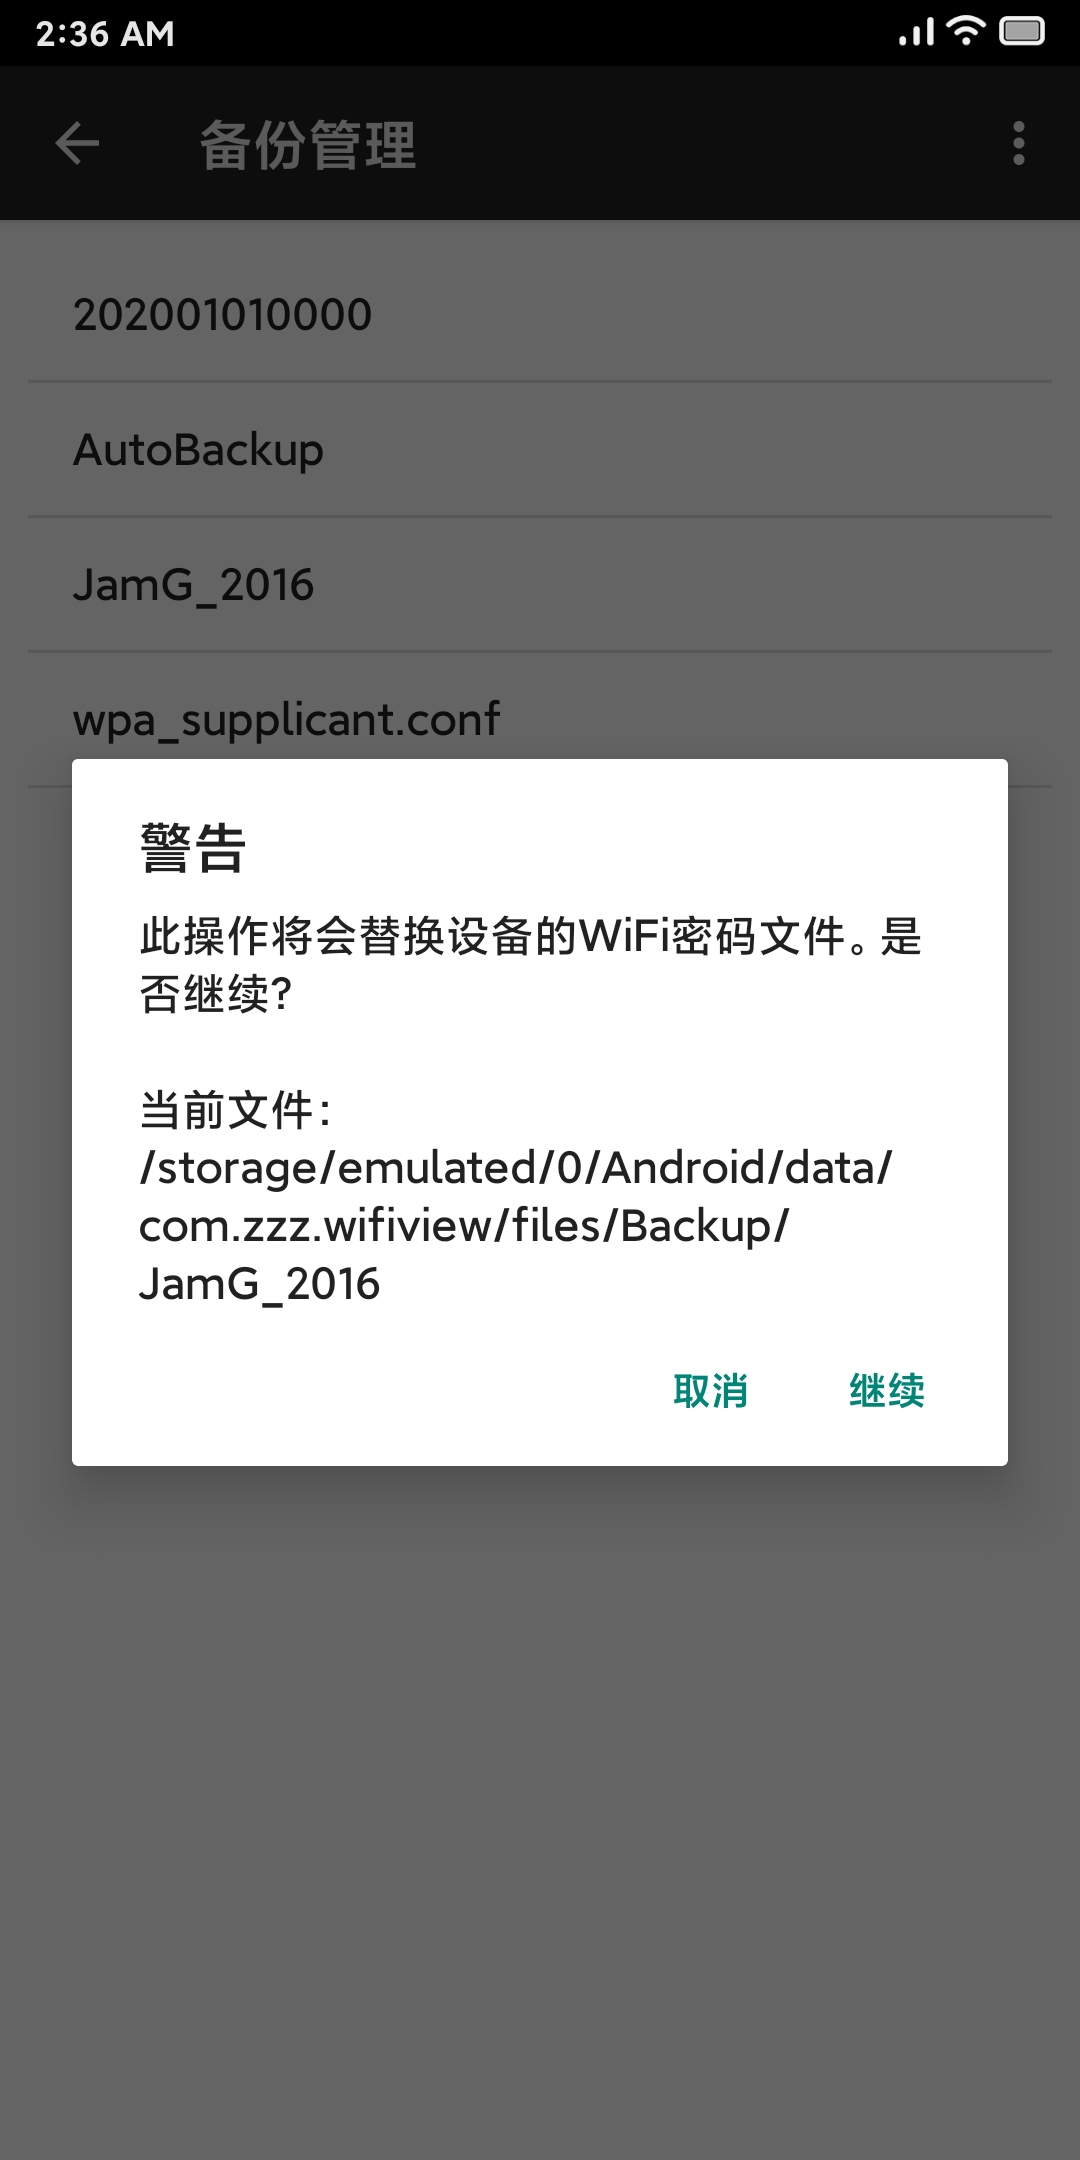 2:36 AM
备份管理
202001010000
AutoBackup
JamG_2016
wpa_supplicant.conf
警告
此操作将会替换设备的WiFi密码文件。是
否继续?
当前文件:
/storage/emulated/0/Android/data/
com.zzz.wifiview/files/Backup/
JamG_2016
取消 继续